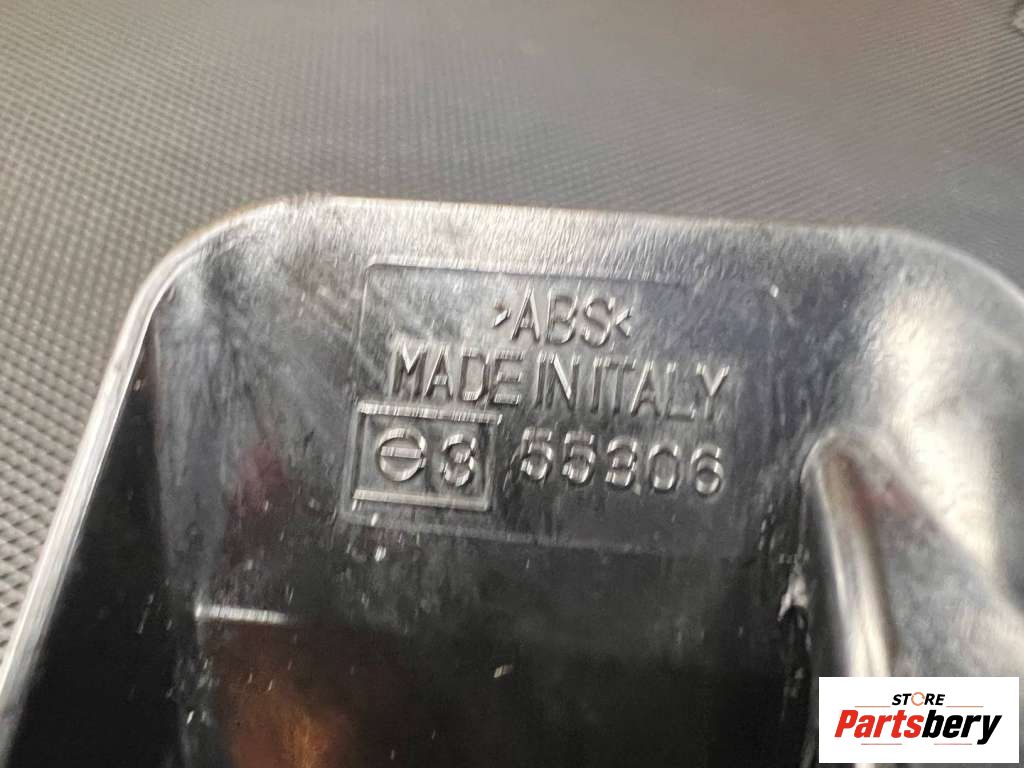 >ABS<
MADE IN ITALY
e3 55306
STORE
Partsbery